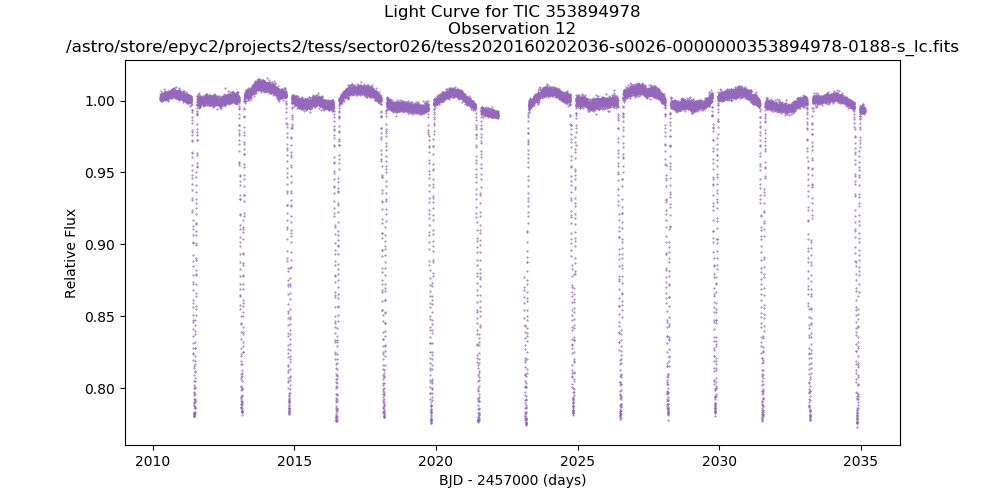 Light Curve for TIC 353894978
Observation 12
/astro/store/epyc2/projects2/tess/sector026/tess2020160202036-s0026-0000000353894978-0188-s_lc.fits
1.00
0.95
0.90
0.85
0.80
Relative Flux
2010 2015 2020 2025 2030 2035
BJD - 2457000 (days)